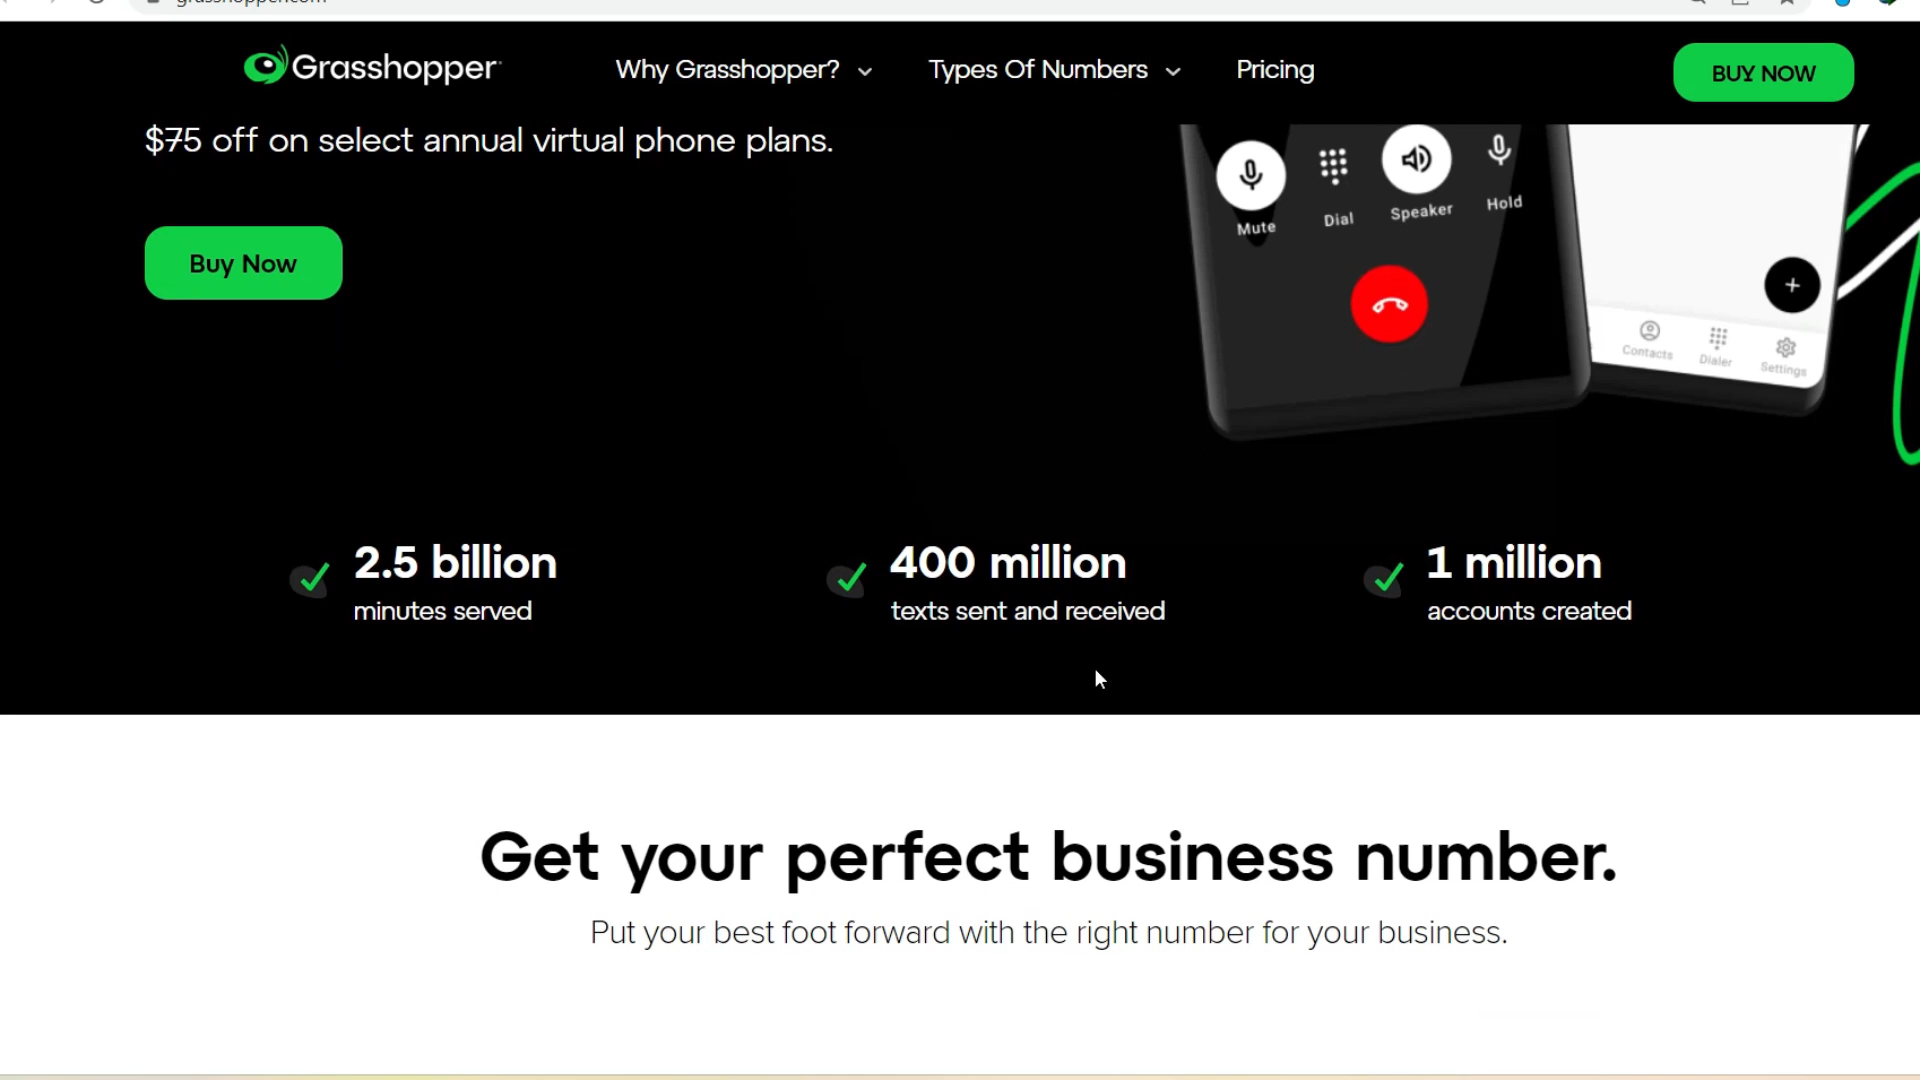 grasshopper.com
Grasshopper
Why Grasshopper?
Types Of Numbers
Pricing
BUY NOW
$75 off on select annual virtual phone plans.
Buy Now
Mute
Dial
Speaker
Hold
Contacts
Dialer
Settings
2.5 billion
minutes served
400 million
texts sent and received
1 million
accounts created
Get your perfect business number.
Put your best foot forward with the right number for your business.